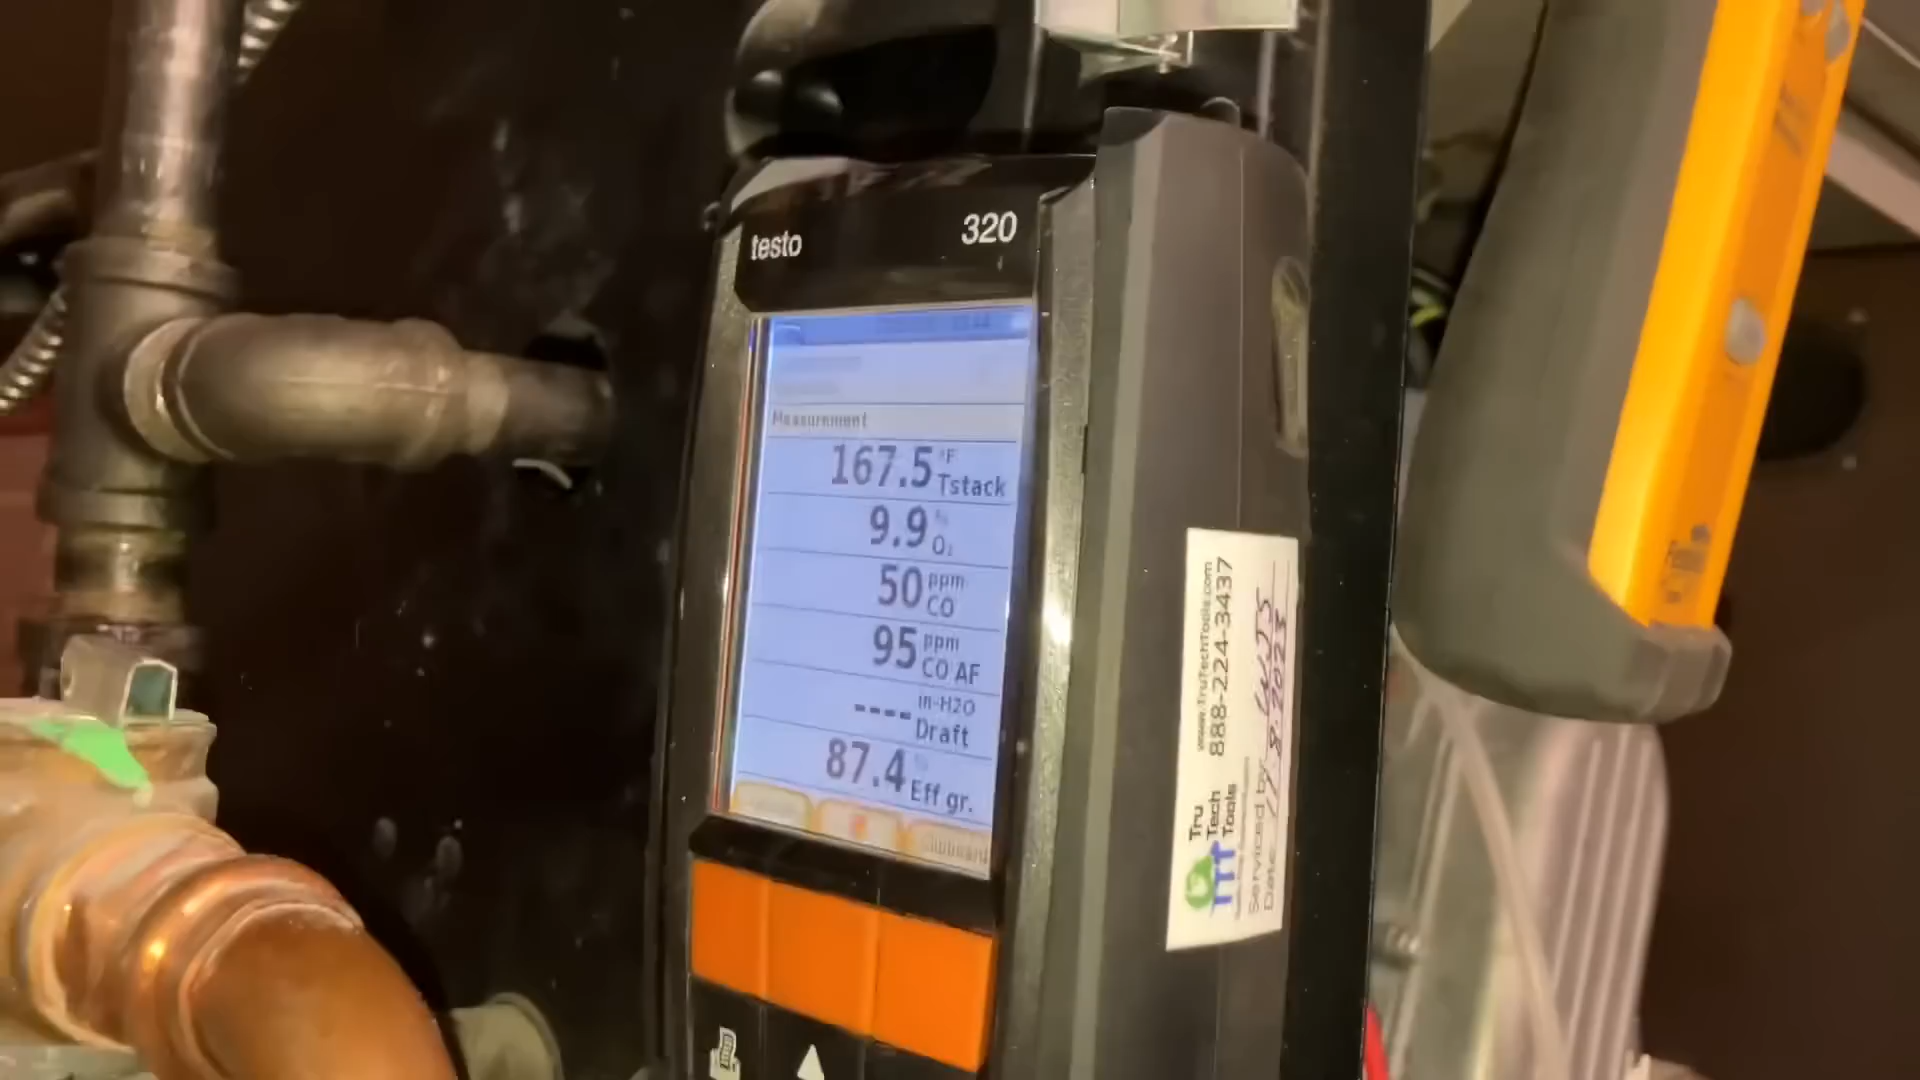 testo 320
Measurement
167.5 °F Tstack
9.9 % O₂
50 ppm CO
95 ppm CO AF
---- in-H2O Draft
87.4 % Eff gr.
Tru Tech Tools
www.TruTechTools.com
888-224-3437
Serviced by
Date